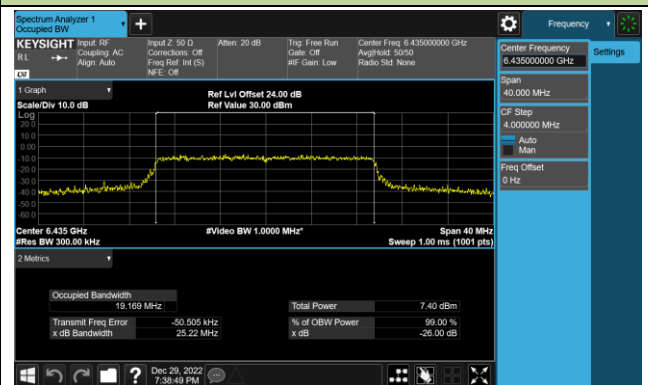 Spectrum Analyzer 1
Occupied BW
+
Frequency
KEYSIGHT
RL
Input: RF
Coupling: AC
Align: Auto
Input Z: 50 Ω
Corrections: Off
Freq Ref: Int (S)
NFE: Off
Atten: 20 dB
Trig: Free Run
Gate: Off
#IF Gain: Low
Center Freq: 6.435000000 GHz
Avg|Hold: 50/50
Radio Std: None
Center Frequency
6.435000000 GHz
Settings
Span
40.000 MHz
CF Step
4.000000 MHz
Auto
Man
Freq Offset
0 Hz
1 Graph
Scale/Div 10.0 dB
Ref Lvl Offset 24.00 dB
Ref Value 30.00 dBm
Log
20.0
10.0
0.00
-10.0
-20.0
-30.0
-40.0
-50.0
-60.0
Center 6.435 GHz
#Res BW 300.00 kHz
#Video BW 1.0000 MHz*
Span 40 MHz
Sweep 1.00 ms (1001 pts)
2 Metrics
Occupied Bandwidth
19.169 MHz
Total Power 7.40 dBm
Transmit Freq Error -50.505 kHz
% of OBW Power 99.00 %
x dB Bandwidth 25.22 MHz
x dB -26.00 dB
?
Dec 29, 2022
7:38:49 PM